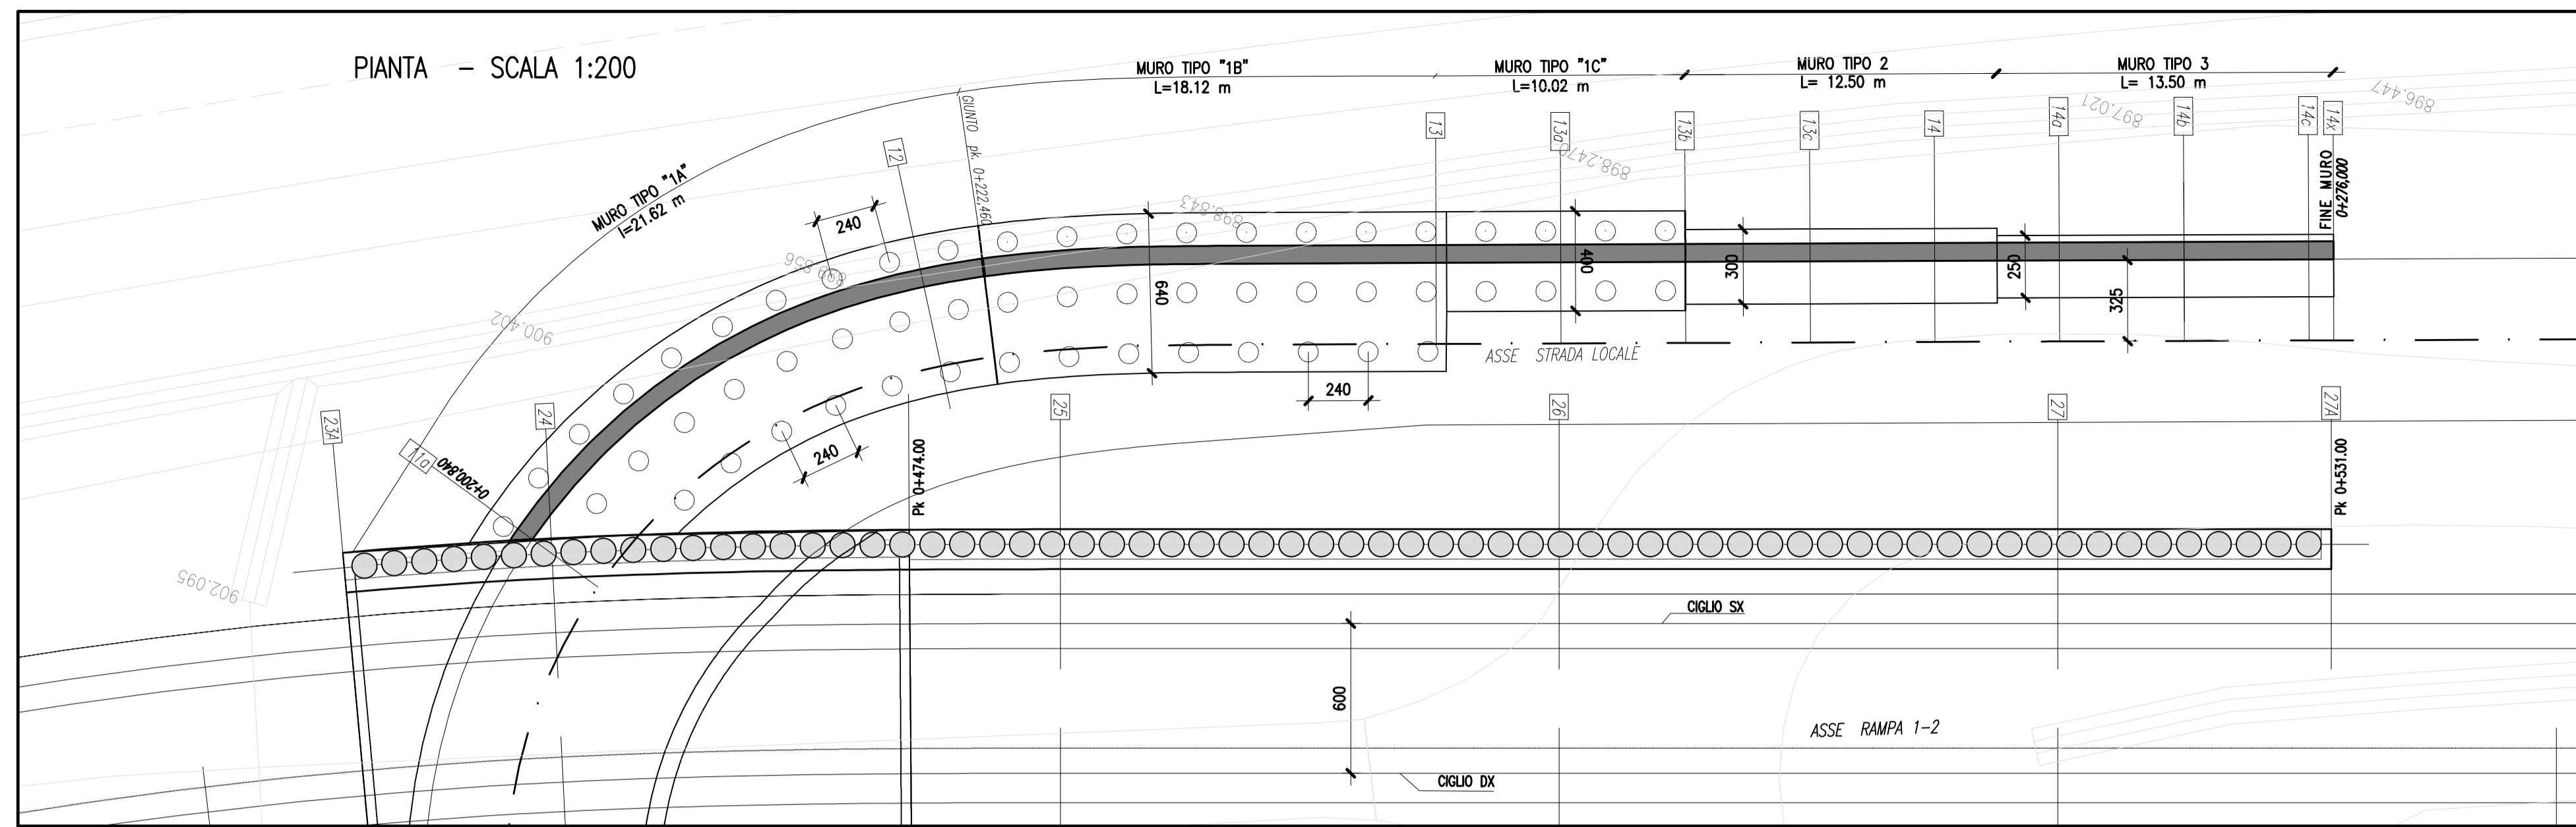 PIANTA – SCALA 1:200
MURO TIPO "1A"
l=21.62 m
MURO TIPO "1B"
L=18.12 m
MURO TIPO "1C"
L=10.02 m
MURO TIPO 2
L= 12.50 m
MURO TIPO 3
L= 13.50 m
GIUNTO pk. 0+222,460
12
13
13a
13b
13c
14
14a
14b
14c
14x
FINE MURO
0+276,000
896.447
897.021
898.2470
898.843
899.856
900.402
902.095
240
640
400
300
250
325
240
240
ASSE STRADA LOCALE
11a
0+200,840
23A
24
25
26
27
27A
Pk 0+474.00
Pk 0+531.00
CIGLIO SX
600
ASSE RAMPA 1-2
CIGLIO DX